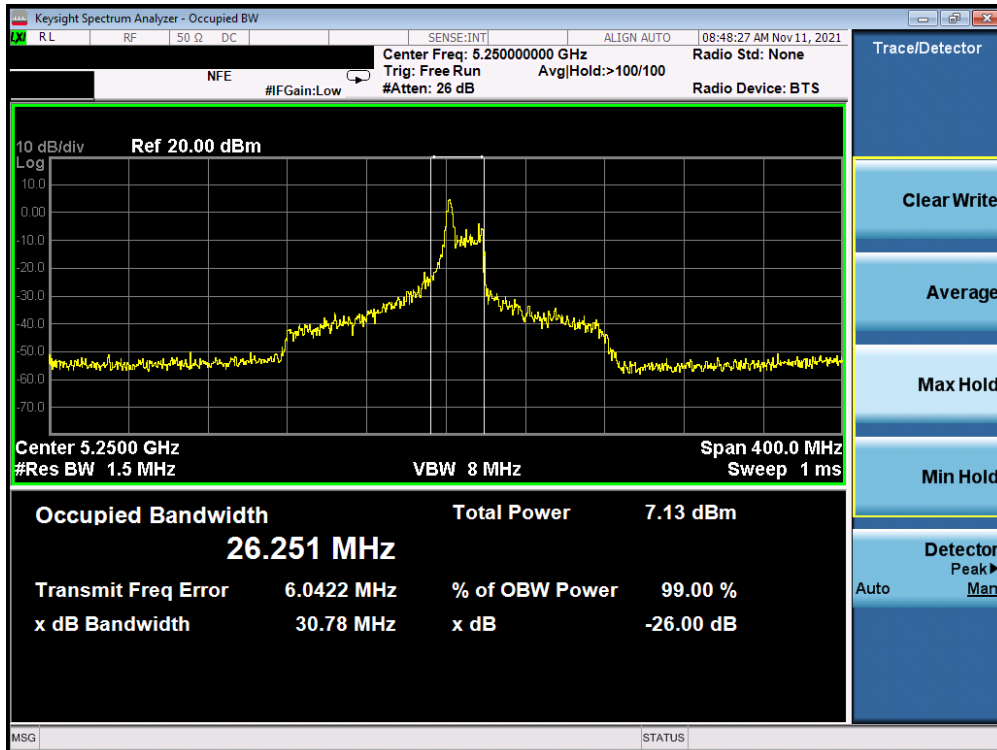 Keysight Spectrum Analyzer - Occupied BW
LXI RL RF 50 Ω DC SENSE:INT ALIGN AUTO 08:48:27 AM Nov 11, 2021
Center Freq: 5.250000000 GHz Radio Std: None
NFE Trig: Free Run Avg|Hold:>100/100
#IFGain:Low #Atten: 26 dB Radio Device: BTS
Trace/Detector
10 dB/div Ref 20.00 dBm
Log
10.0
0.00
-10.0
-20.0
-30.0
-40.0
-50.0
-60.0
-70.0
Center 5.2500 GHz Span 400.0 MHz
#Res BW 1.5 MHz VBW 8 MHz Sweep 1 ms
Clear Write
Average
Max Hold
Min Hold
Detector
Peak▶
Auto Man
Occupied Bandwidth Total Power 7.13 dBm
26.251 MHz
Transmit Freq Error 6.0422 MHz % of OBW Power 99.00 %
x dB Bandwidth 30.78 MHz x dB -26.00 dB
MSG STATUS